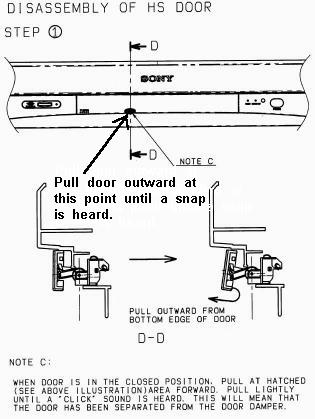 DISASSEMBLY OF HS DOOR
STEP 1
D
SONY
D
NOTE C
Pull door outward at
this point until a snap
is heard.
PULL OUTWARD FROM
BOTTOM EDGE OF DOOR
D-D
NOTE C:
WHEN DOOR IS IN THE CLOSED POSITION. PULL AT HATCHED
(SEE ABOVE ILLUSTRATION)AREA FORWARD. PULL LIGHTLY
UNTIL A "CLICK" SOUND IS HEARD. THIS WILL MEAN THAT
THE DOOR HAS BEEN SEPARATED FROM THE DOOR DAMPER.